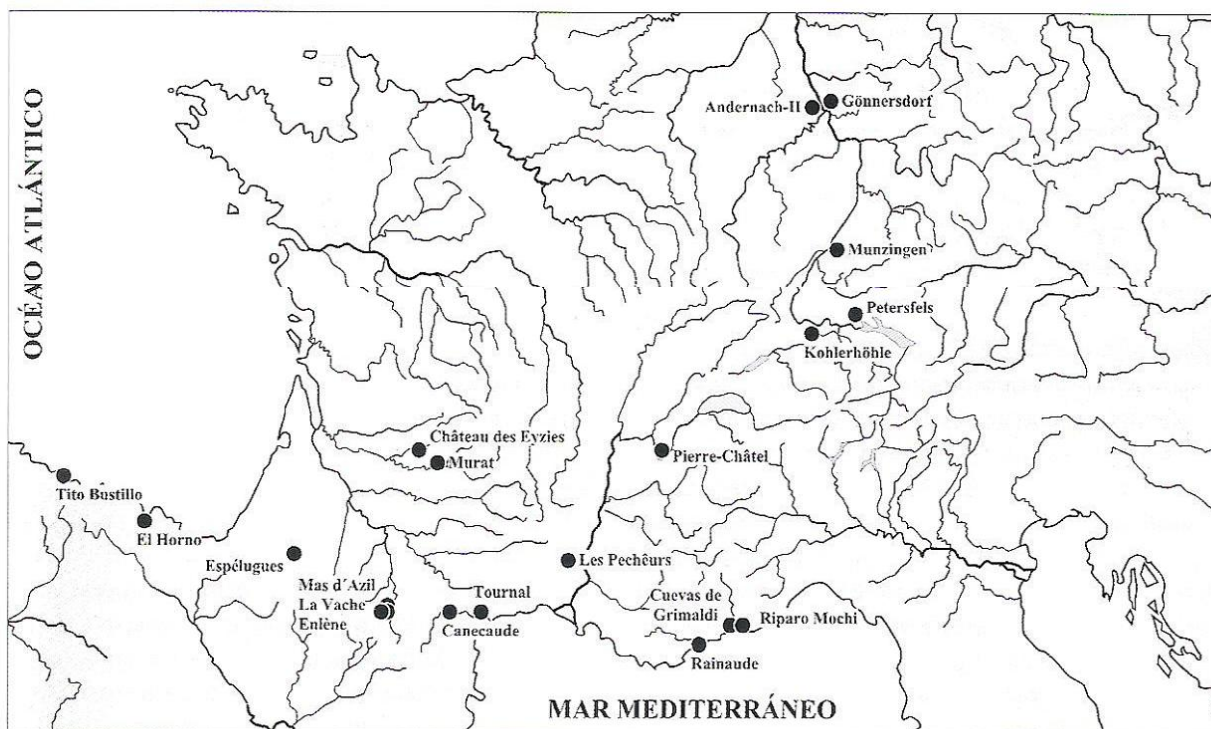 OCÉANO ATLÁNTICO
Andernach-II
Gönnersdorf
Munzingen
Petersfels
Kohlerhöhle
Château des Eyzies
Murat
Pierre-Châtel
Tito Bustillo
El Horno
Espélugues
Les Pechêurs
Mas d´Azil
La Vache
Enlène
Tournal
Canecaude
Cuevas de
Grimaldi
Riparo Mochi
Rainaude
MAR MEDITERRÁNEO